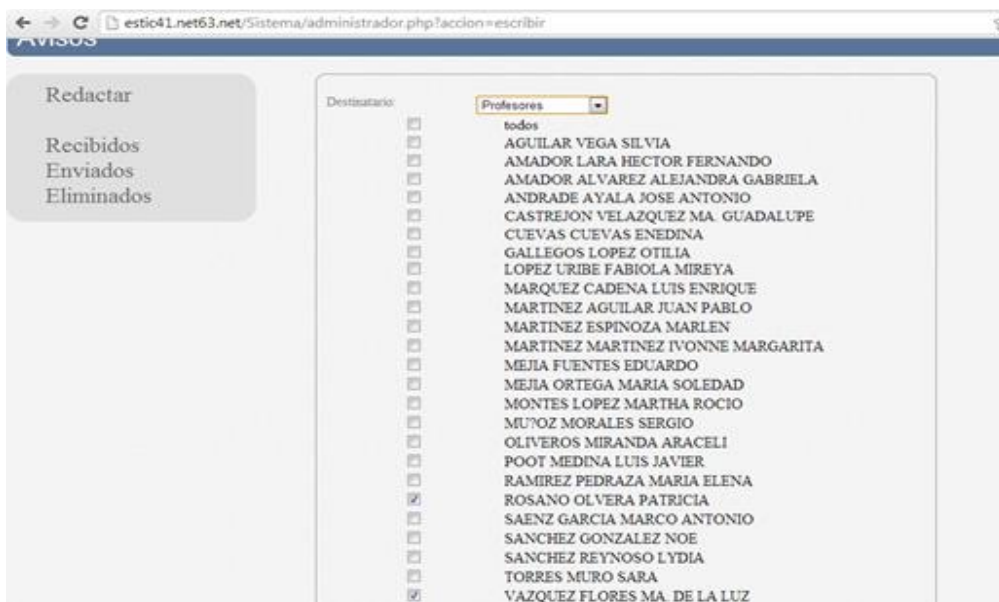 estic41.net63.net/Sistema/administrador.php?accion=escribir
Avisos
Redactar
Recibidos
Enviados
Eliminados
Destinatario:
Profesores
todos
AGUILAR VEGA SILVIA
AMADOR LARA HECTOR FERNANDO
AMADOR ALVAREZ ALEJANDRA GABRIELA
ANDRADE AYALA JOSE ANTONIO
CASTREJON VELAZQUEZ MA. GUADALUPE
CUEVAS CUEVAS ENEDINA
GALLEGOS LOPEZ OTILIA
LOPEZ URIBE FABIOLA MIREYA
MARQUEZ CADENA LUIS ENRIQUE
MARTINEZ AGUILAR JUAN PABLO
MARTINEZ ESPINOZA MARLEN
MARTINEZ MARTINEZ IVONNE MARGARITA
MEJIA FUENTES EDUARDO
MEJIA ORTEGA MARIA SOLEDAD
MONTES LOPEZ MARTHA ROCIO
MU?OZ MORALES SERGIO
OLIVEROS MIRANDA ARACELI
POOT MEDINA LUIS JAVIER
RAMIREZ PEDRAZA MARIA ELENA
ROSANO OLVERA PATRICIA
SAENZ GARCIA MARCO ANTONIO
SANCHEZ GONZALEZ NOE
SANCHEZ REYNOSO LYDIA
TORRES MURO SARA
VAZQUEZ FLORES MA. DE LA LUZ